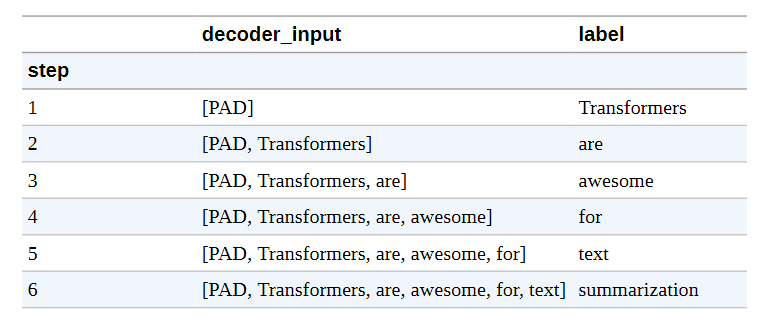 decoder_input label
step
1 [PAD] Transformers
2 [PAD, Transformers] are
3 [PAD, Transformers, are] awesome
4 [PAD, Transformers, are, awesome] for
5 [PAD, Transformers, are, awesome, for] text
6 [PAD, Transformers, are, awesome, for, text] summarization